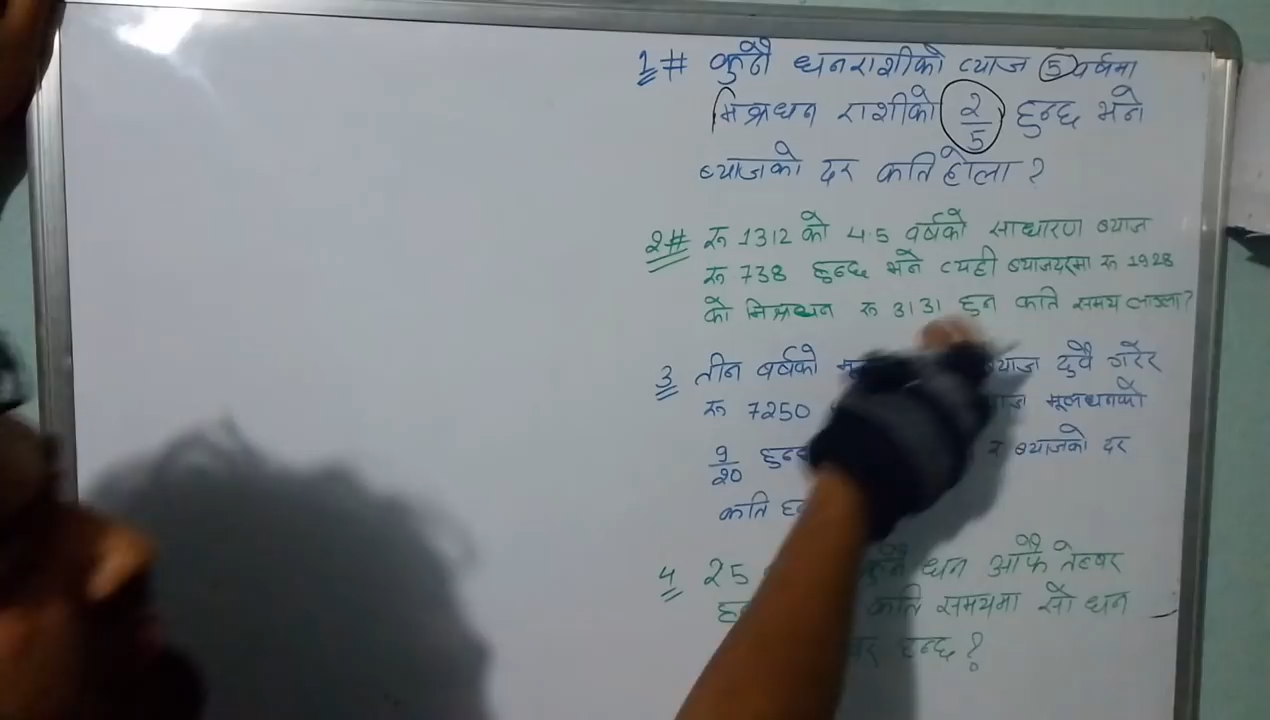 1# कुनै धनराशीको ब्याज 5 वर्षमा
मिश्रधन राशीको 2/5 हुन्छ भने
ब्याजको दर कति होला ?
2# रू 1312 को 4.5 वर्षको साधारण ब्याज
रू 738 हुन्छ भने त्यही ब्याजदरमा रू 1928
को मिश्रधन रू 3131 हुन कति समय लाग्ला?
3 तीन वर्षको ब्याज दुवै गरेर
रू 7250 मूलधनको
9/20 र ब्याजको दर
कति
4 25 कुनै धन आफै तेब्बर
कति समयमा सो धन
हुन्छ ?